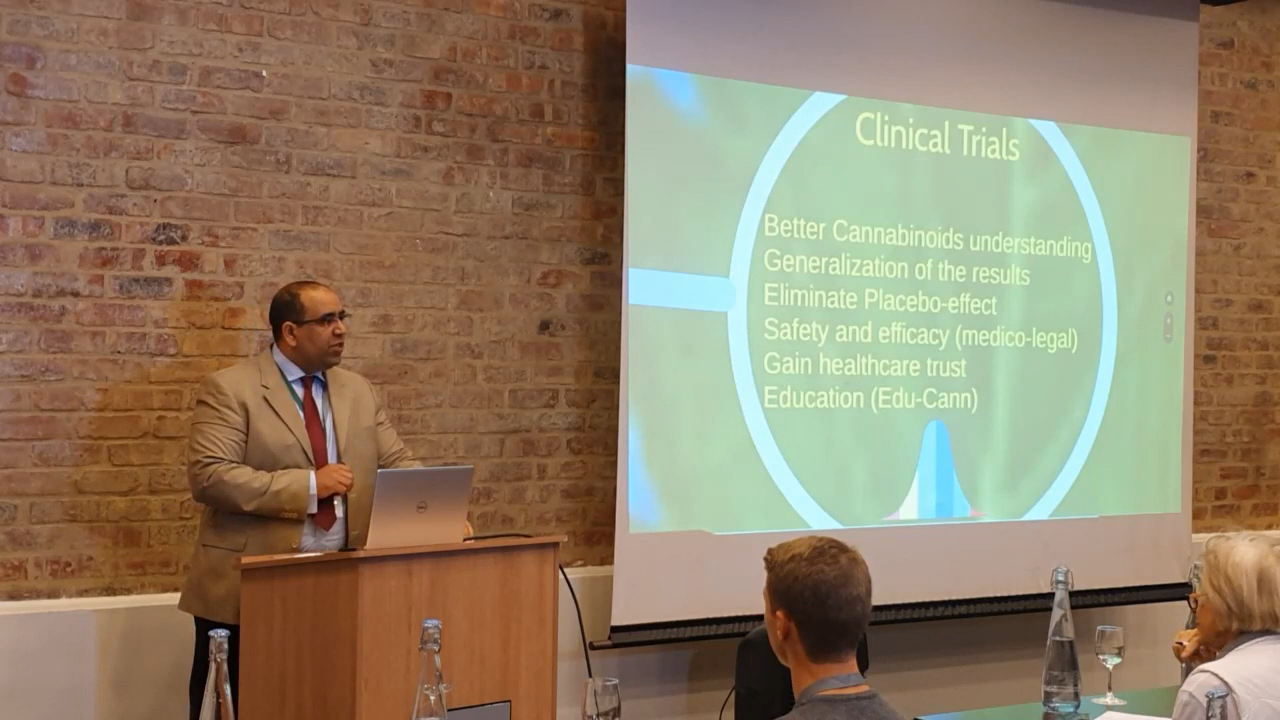 Clinical Trials
Better Cannabinoids understanding
Generalization of the results
Eliminate Placebo-effect
Safety and efficacy (medico-legal)
Gain healthcare trust
Education (Edu-Cann)
DELL